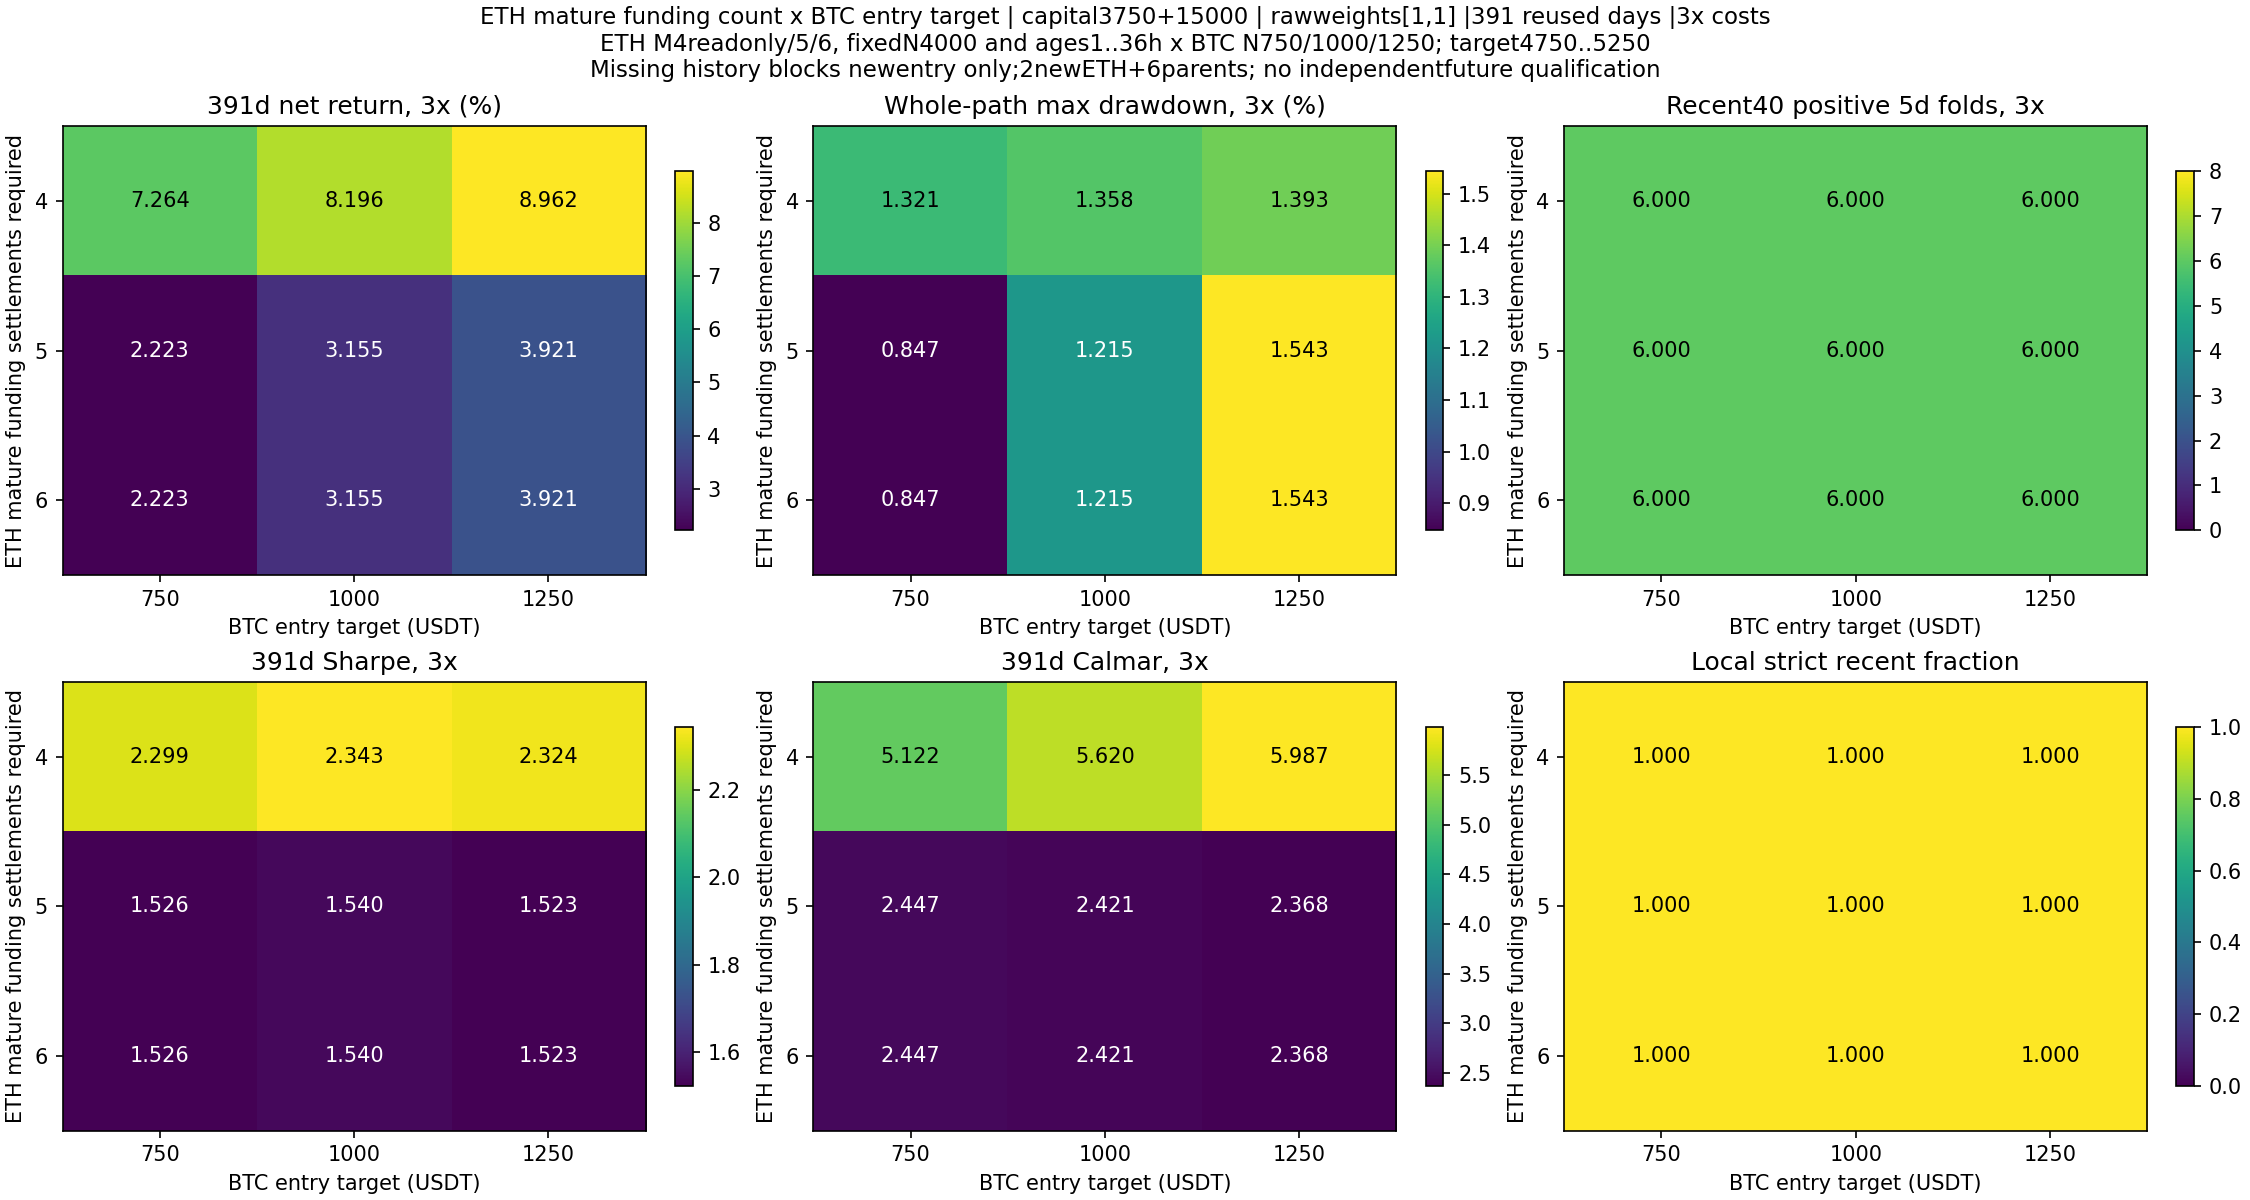 ETH mature funding count x BTC entry target | capital3750+15000 | rawweights[1,1] |391 reused days |3x costs
ETH M4readonly/5/6, fixedN4000 and ages1..36h x BTC N750/1000/1250; target4750..5250
Missing history blocks newentry only;2newETH+6parents; no independentfuture qualification
391d net return, 3x (%)
ETH mature funding settlements required
4
5
6
7.264 8.196 8.962
2.223 3.155 3.921
2.223 3.155 3.921
750 1000 1250
BTC entry target (USDT)
8
7
6
5
4
3
Whole-path max drawdown, 3x (%)
ETH mature funding settlements required
4
5
6
1.321 1.358 1.393
0.847 1.215 1.543
0.847 1.215 1.543
750 1000 1250
BTC entry target (USDT)
1.5
1.4
1.3
1.2
1.1
1.0
0.9
Recent40 positive 5d folds, 3x
ETH mature funding settlements required
4
5
6
6.000 6.000 6.000
6.000 6.000 6.000
6.000 6.000 6.000
750 1000 1250
BTC entry target (USDT)
8
7
6
5
4
3
2
1
0
391d Sharpe, 3x
ETH mature funding settlements required
4
5
6
2.299 2.343 2.324
1.526 1.540 1.523
1.526 1.540 1.523
750 1000 1250
BTC entry target (USDT)
2.2
2.0
1.8
1.6
391d Calmar, 3x
ETH mature funding settlements required
4
5
6
5.122 5.620 5.987
2.447 2.421 2.368
2.447 2.421 2.368
750 1000 1250
BTC entry target (USDT)
5.5
5.0
4.5
4.0
3.5
3.0
2.5
Local strict recent fraction
ETH mature funding settlements required
4
5
6
1.000 1.000 1.000
1.000 1.000 1.000
1.000 1.000 1.000
750 1000 1250
BTC entry target (USDT)
1.0
0.8
0.6
0.4
0.2
0.0